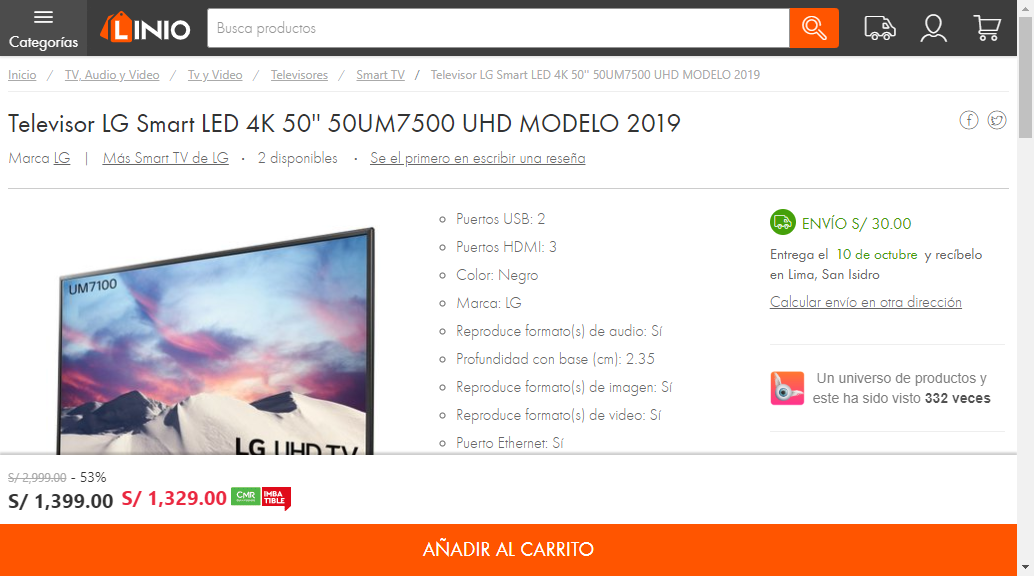 Categorías
LINIO
Busca productos
Inicio / TV, Audio y Video / Tv y Video / Televisores / Smart TV / Televisor LG Smart LED 4K 50" 50UM7500 UHD MODELO 2019
Televisor LG Smart LED 4K 50" 50UM7500 UHD MODELO 2019
Marca LG | Más Smart TV de LG · 2 disponibles · Se el primero en escribir una reseña
UM7100
LG UHD TV
Puertos USB: 2
Puertos HDMI: 3
Color: Negro
Marca: LG
Reproduce formato(s) de audio: Sí
Profundidad con base (cm): 2.35
Reproduce formato(s) de imagen: Sí
Reproduce formato(s) de video: Sí
Puerto Ethernet: Sí
ENVÍO S/ 30.00
Entrega el 10 de octubre y recíbelo
en Lima, San Isidro
Calcular envío en otra dirección
Un universo de productos y
este ha sido visto 332 veces
S/ 2,999.00 - 53%
S/ 1,399.00 S/ 1,329.00 CMR IMBA
TIBLE
AÑADIR AL CARRITO